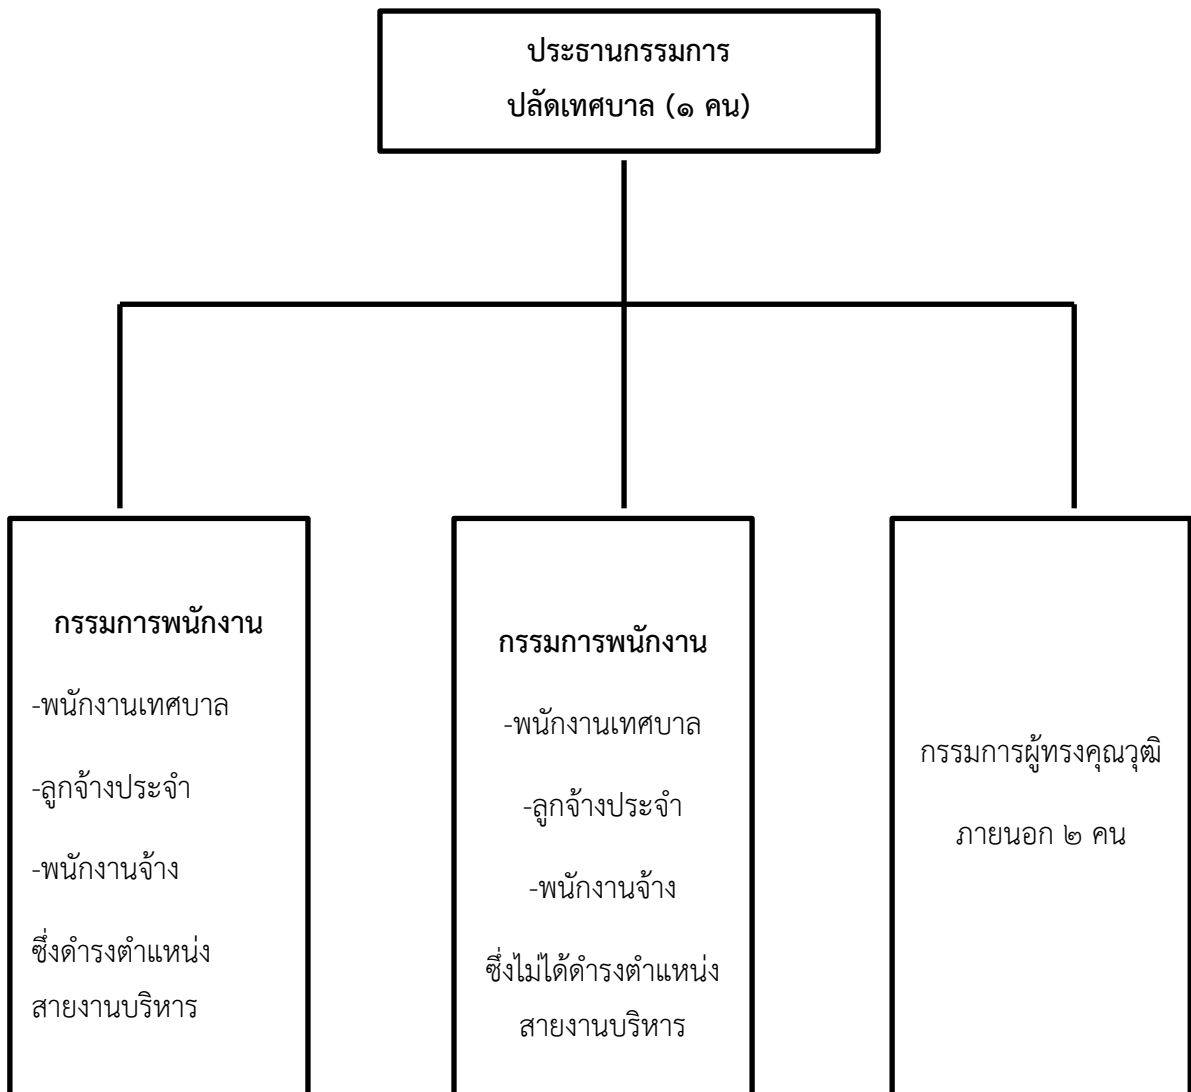 ประธานกรรมการ
ปลัดเทศบาล (๑ คน)
กรรมการพนักงาน
-พนักงานเทศบาล
-ลูกจ้างประจำ
-พนักงานจ้าง
ซึ่งดำรงตำแหน่ง
สายงานบริหาร
กรรมการพนักงาน
-พนักงานเทศบาล
-ลูกจ้างประจำ
-พนักงานจ้าง
ซึ่งไม่ได้ดำรงตำแหน่ง
สายงานบริหาร
กรรมการผู้ทรงคุณวุฒิ
ภายนอก ๒ คน